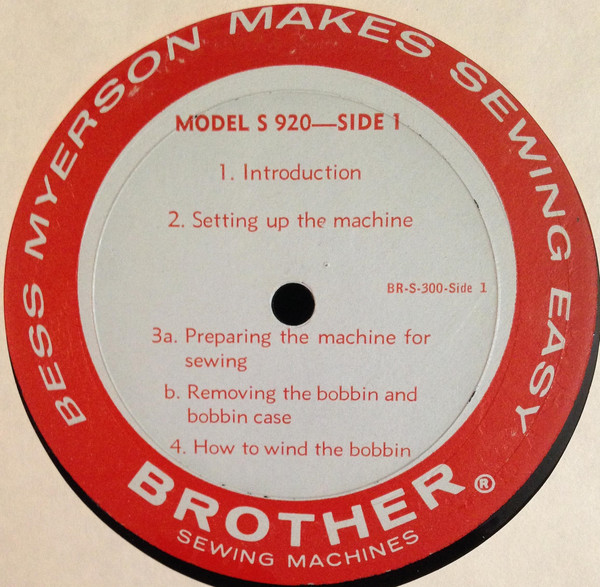 BESS MYERSON MAKES SEWING EASY
MODEL S 920—SIDE 1
1. Introduction
2. Setting up the machine
BR-S-300-Side 1
3a. Preparing the machine for
sewing
b. Removing the bobbin and
bobbin case
4. How to wind the bobbin
BROTHER®
SEWING MACHINES